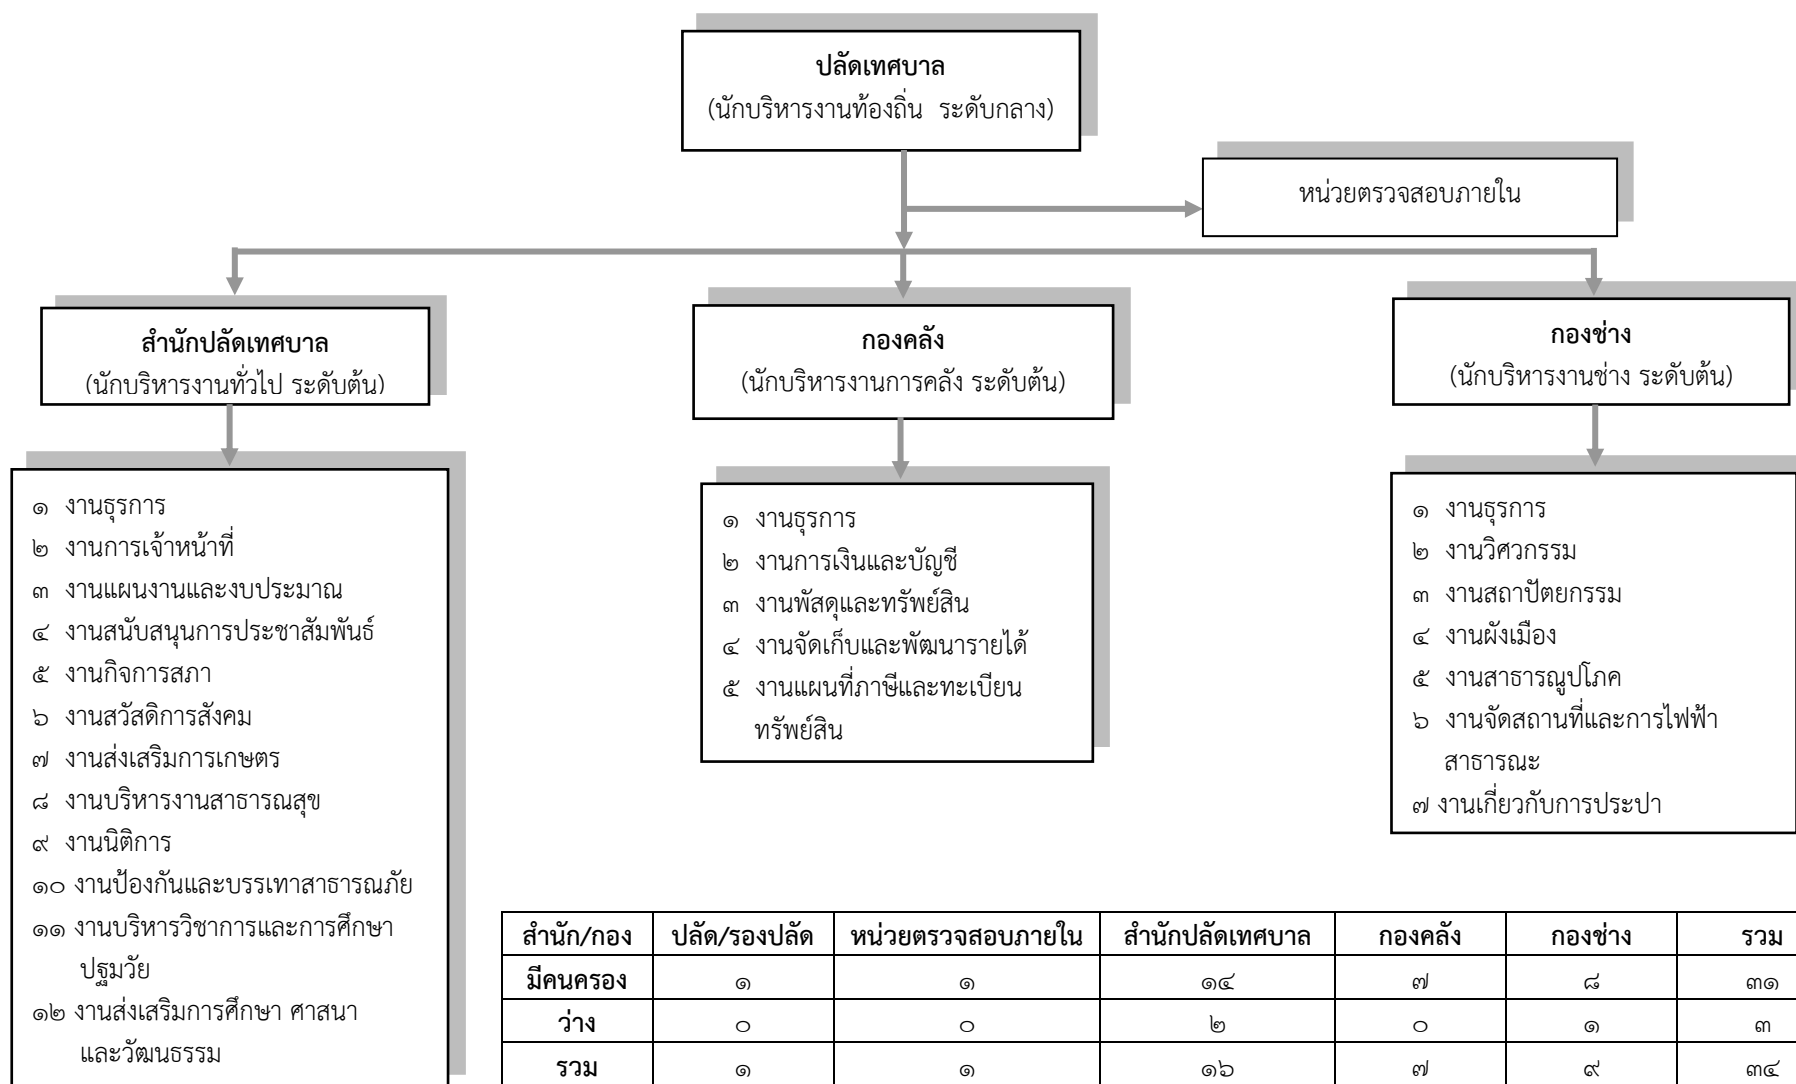 ปลัดเทศบาล
(นักบริหารงานท้องถิ่น ระดับกลาง)
หน่วยตรวจสอบภายใน
สำนักปลัดเทศบาล
(นักบริหารงานทั่วไป ระดับต้น)
กองคลัง
(นักบริหารงานการคลัง ระดับต้น)
กองช่าง
(นักบริหารงานช่าง ระดับต้น)
๑ งานธุรการ
๒ งานการเจ้าหน้าที่
๓ งานแผนงานและงบประมาณ
๔ งานสนับสนุนการประชาสัมพันธ์
๕ งานกิจการสภา
๖ งานสวัสดิการสังคม
๗ งานส่งเสริมการเกษตร
๘ งานบริหารงานสาธารณสุข
๙ งานนิติการ
๑๐ งานป้องกันและบรรเทาสาธารณภัย
๑๑ งานบริหารวิชาการและการศึกษา
ปฐมวัย
๑๒ งานส่งเสริมการศึกษา ศาสนา
และวัฒนธรรม
๑ งานธุรการ
๒ งานการเงินและบัญชี
๓ งานพัสดุและทรัพย์สิน
๔ งานจัดเก็บและพัฒนารายได้
๕ งานแผนที่ภาษีและทะเบียน
ทรัพย์สิน
๑ งานธุรการ
๒ งานวิศวกรรม
๓ งานสถาปัตยกรรม
๔ งานผังเมือง
๕ งานสาธารณูปโภค
๖ งานจัดสถานที่และการไฟฟ้า
สาธารณะ
๗ งานเกี่ยวกับการประปา
สำนัก/กอง ปลัด/รองปลัด หน่วยตรวจสอบภายใน สำนักปลัดเทศบาล กองคลัง กองช่าง รวม
มีคนครอง ๑ ๑ ๑๔ ๗ ๘ ๓๑
ว่าง ๐ ๐ ๒ ๐ ๑ ๓
รวม ๑ ๑ ๑๖ ๗ ๙ ๓๔